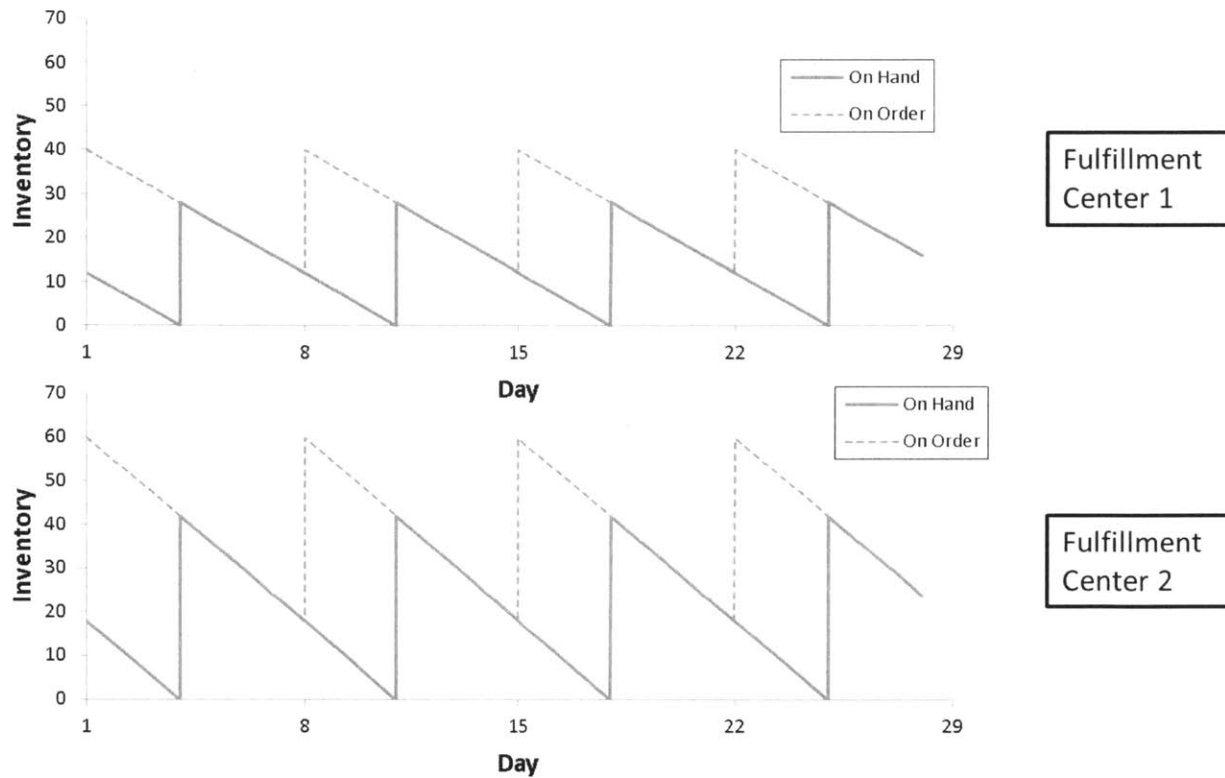 70
60
50
40
30
20
10
0
Inventory
On Hand
On Order
1
8
15
22
29
Day
Fulfillment
Center 1
70
60
50
40
30
20
10
0
Inventory
On Hand
On Order
1
8
15
22
29
Day
Fulfillment
Center 2